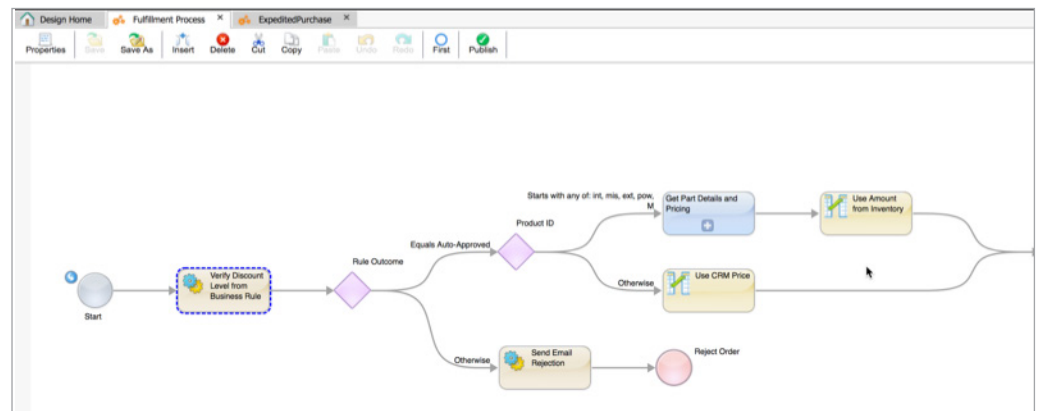 Design Home
Fulfillment Process
ExpeditedPurchase
Properties
Save
Save As
Insert
Delete
Cut
Copy
Paste
Undo
Redo
First
Publish
Starts with any of: int, mis, ext, pow,
M
Get Part Details and
Pricing
Use Amount
from Inventory
Product ID
Equals Auto-Approved
Rule Outcome
Verify Discount
Level from
Business Rule
Otherwise
Use CRM Price
Start
Otherwise
Send Email
Rejection
Reject Order